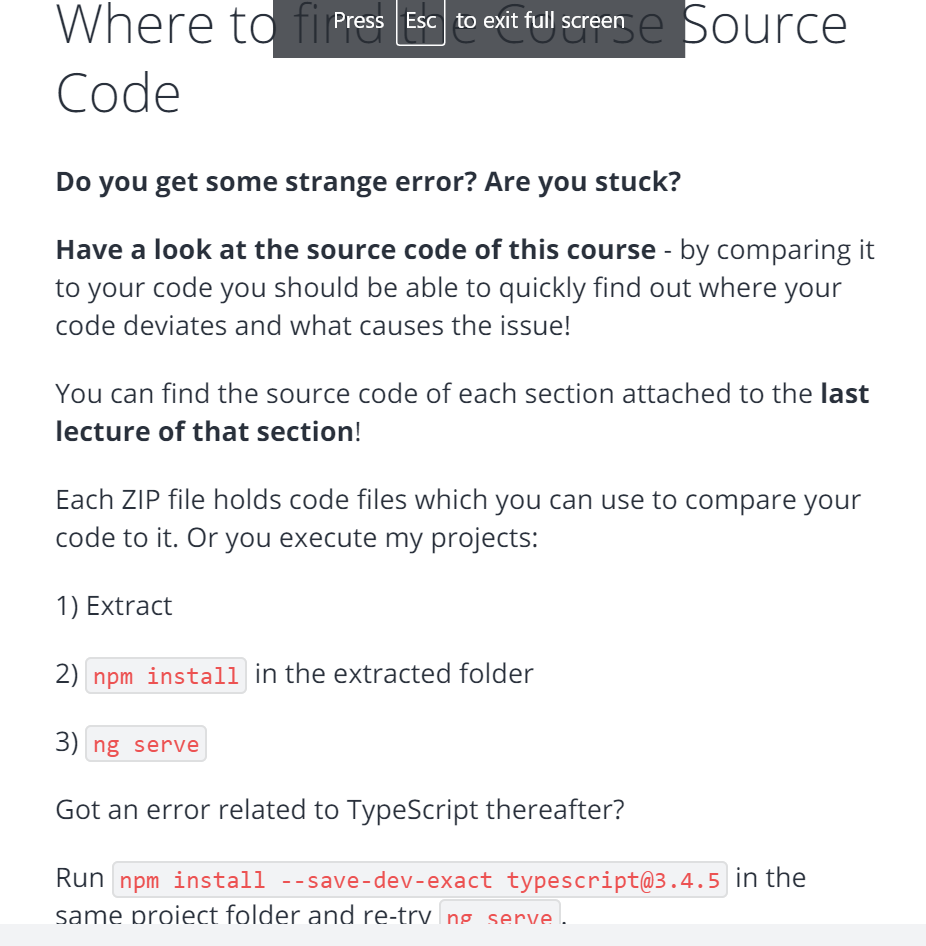 Where to find the Course Source
Press Esc to exit full screen
Code
Do you get some strange error? Are you stuck?
Have a look at the source code of this course - by comparing it
to your code you should be able to quickly find out where your
code deviates and what causes the issue!
You can find the source code of each section attached to the last
lecture of that section!
Each ZIP file holds code files which you can use to compare your
code to it. Or you execute my projects:
1) Extract
2) npm install in the extracted folder
3) ng serve
Got an error related to TypeScript thereafter?
Run npm install --save-dev-exact typescript@3.4.5 in the
same project folder and re-try ng serve.